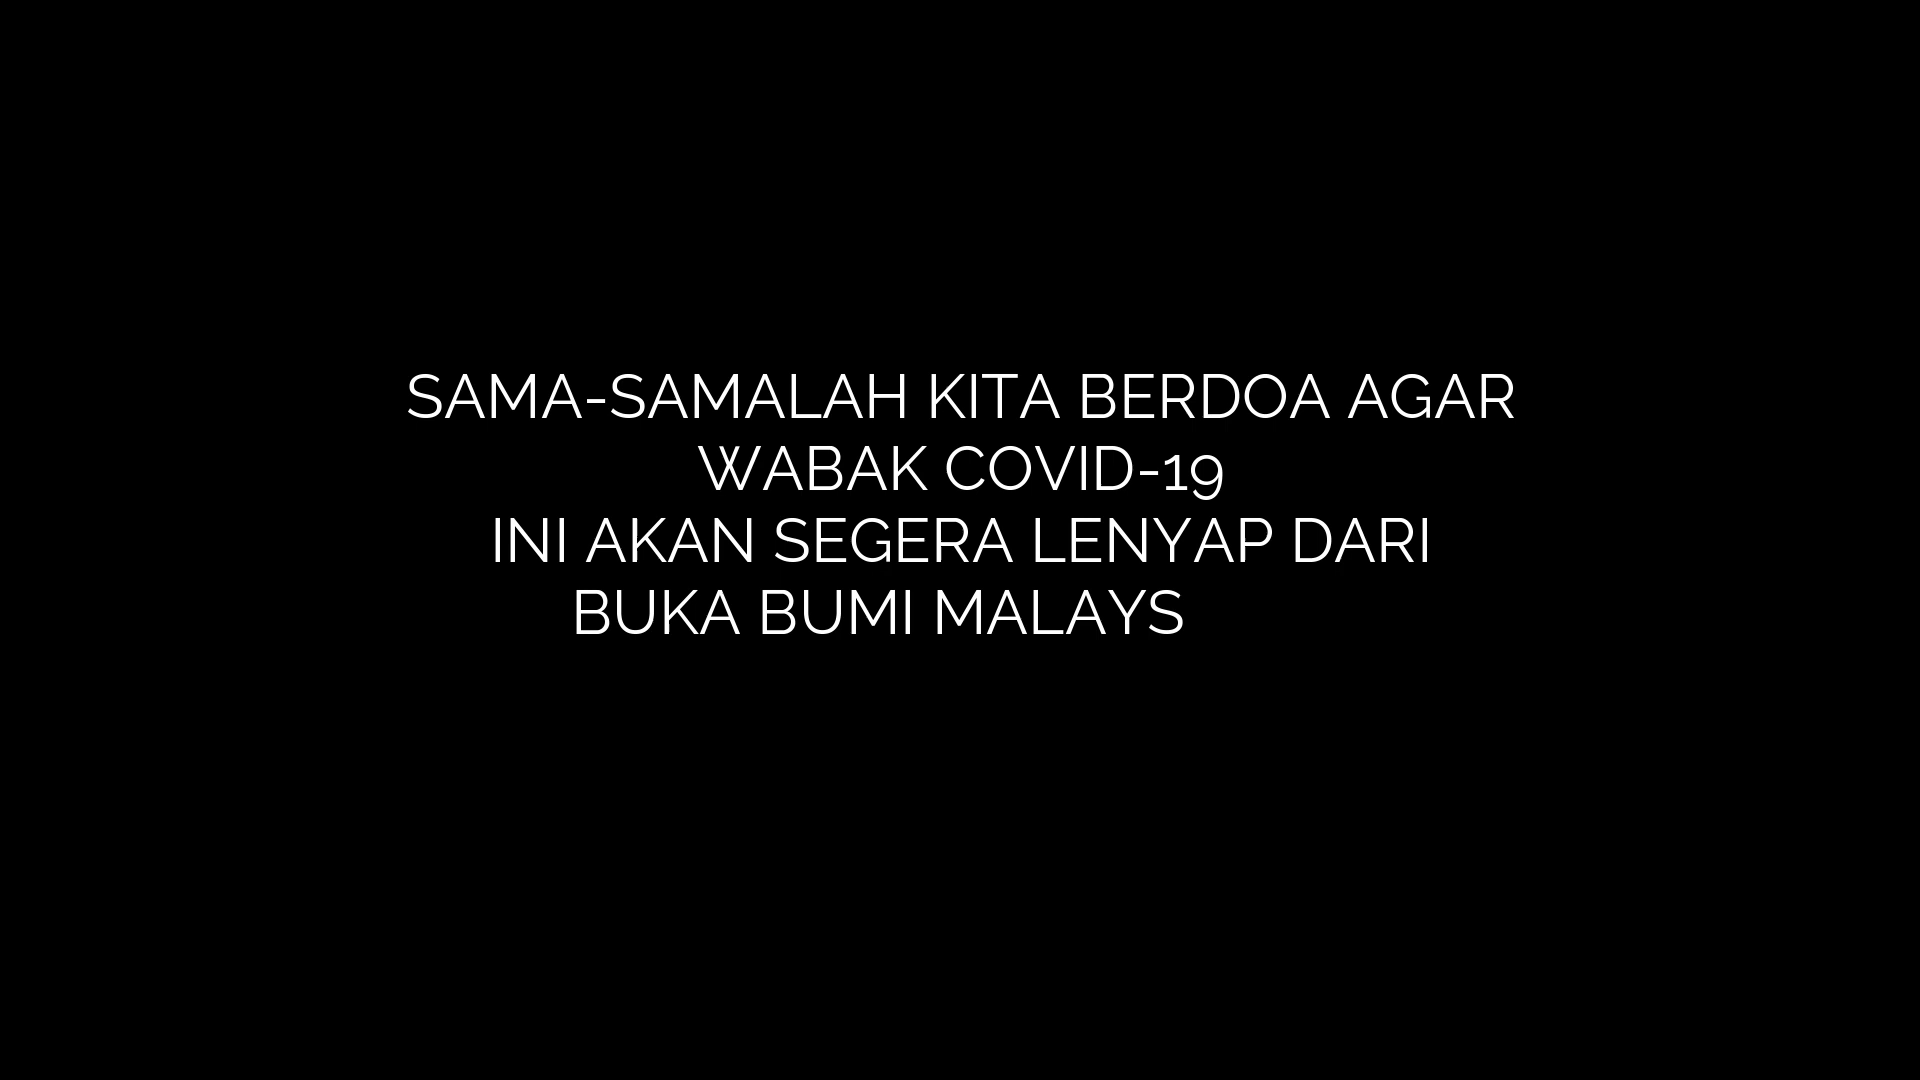 SAMA-SAMALAH KITA BERDOA AGAR
WABAK COVID-19
INI AKAN SEGERA LENYAP DARI
BUKA BUMI MALAYS